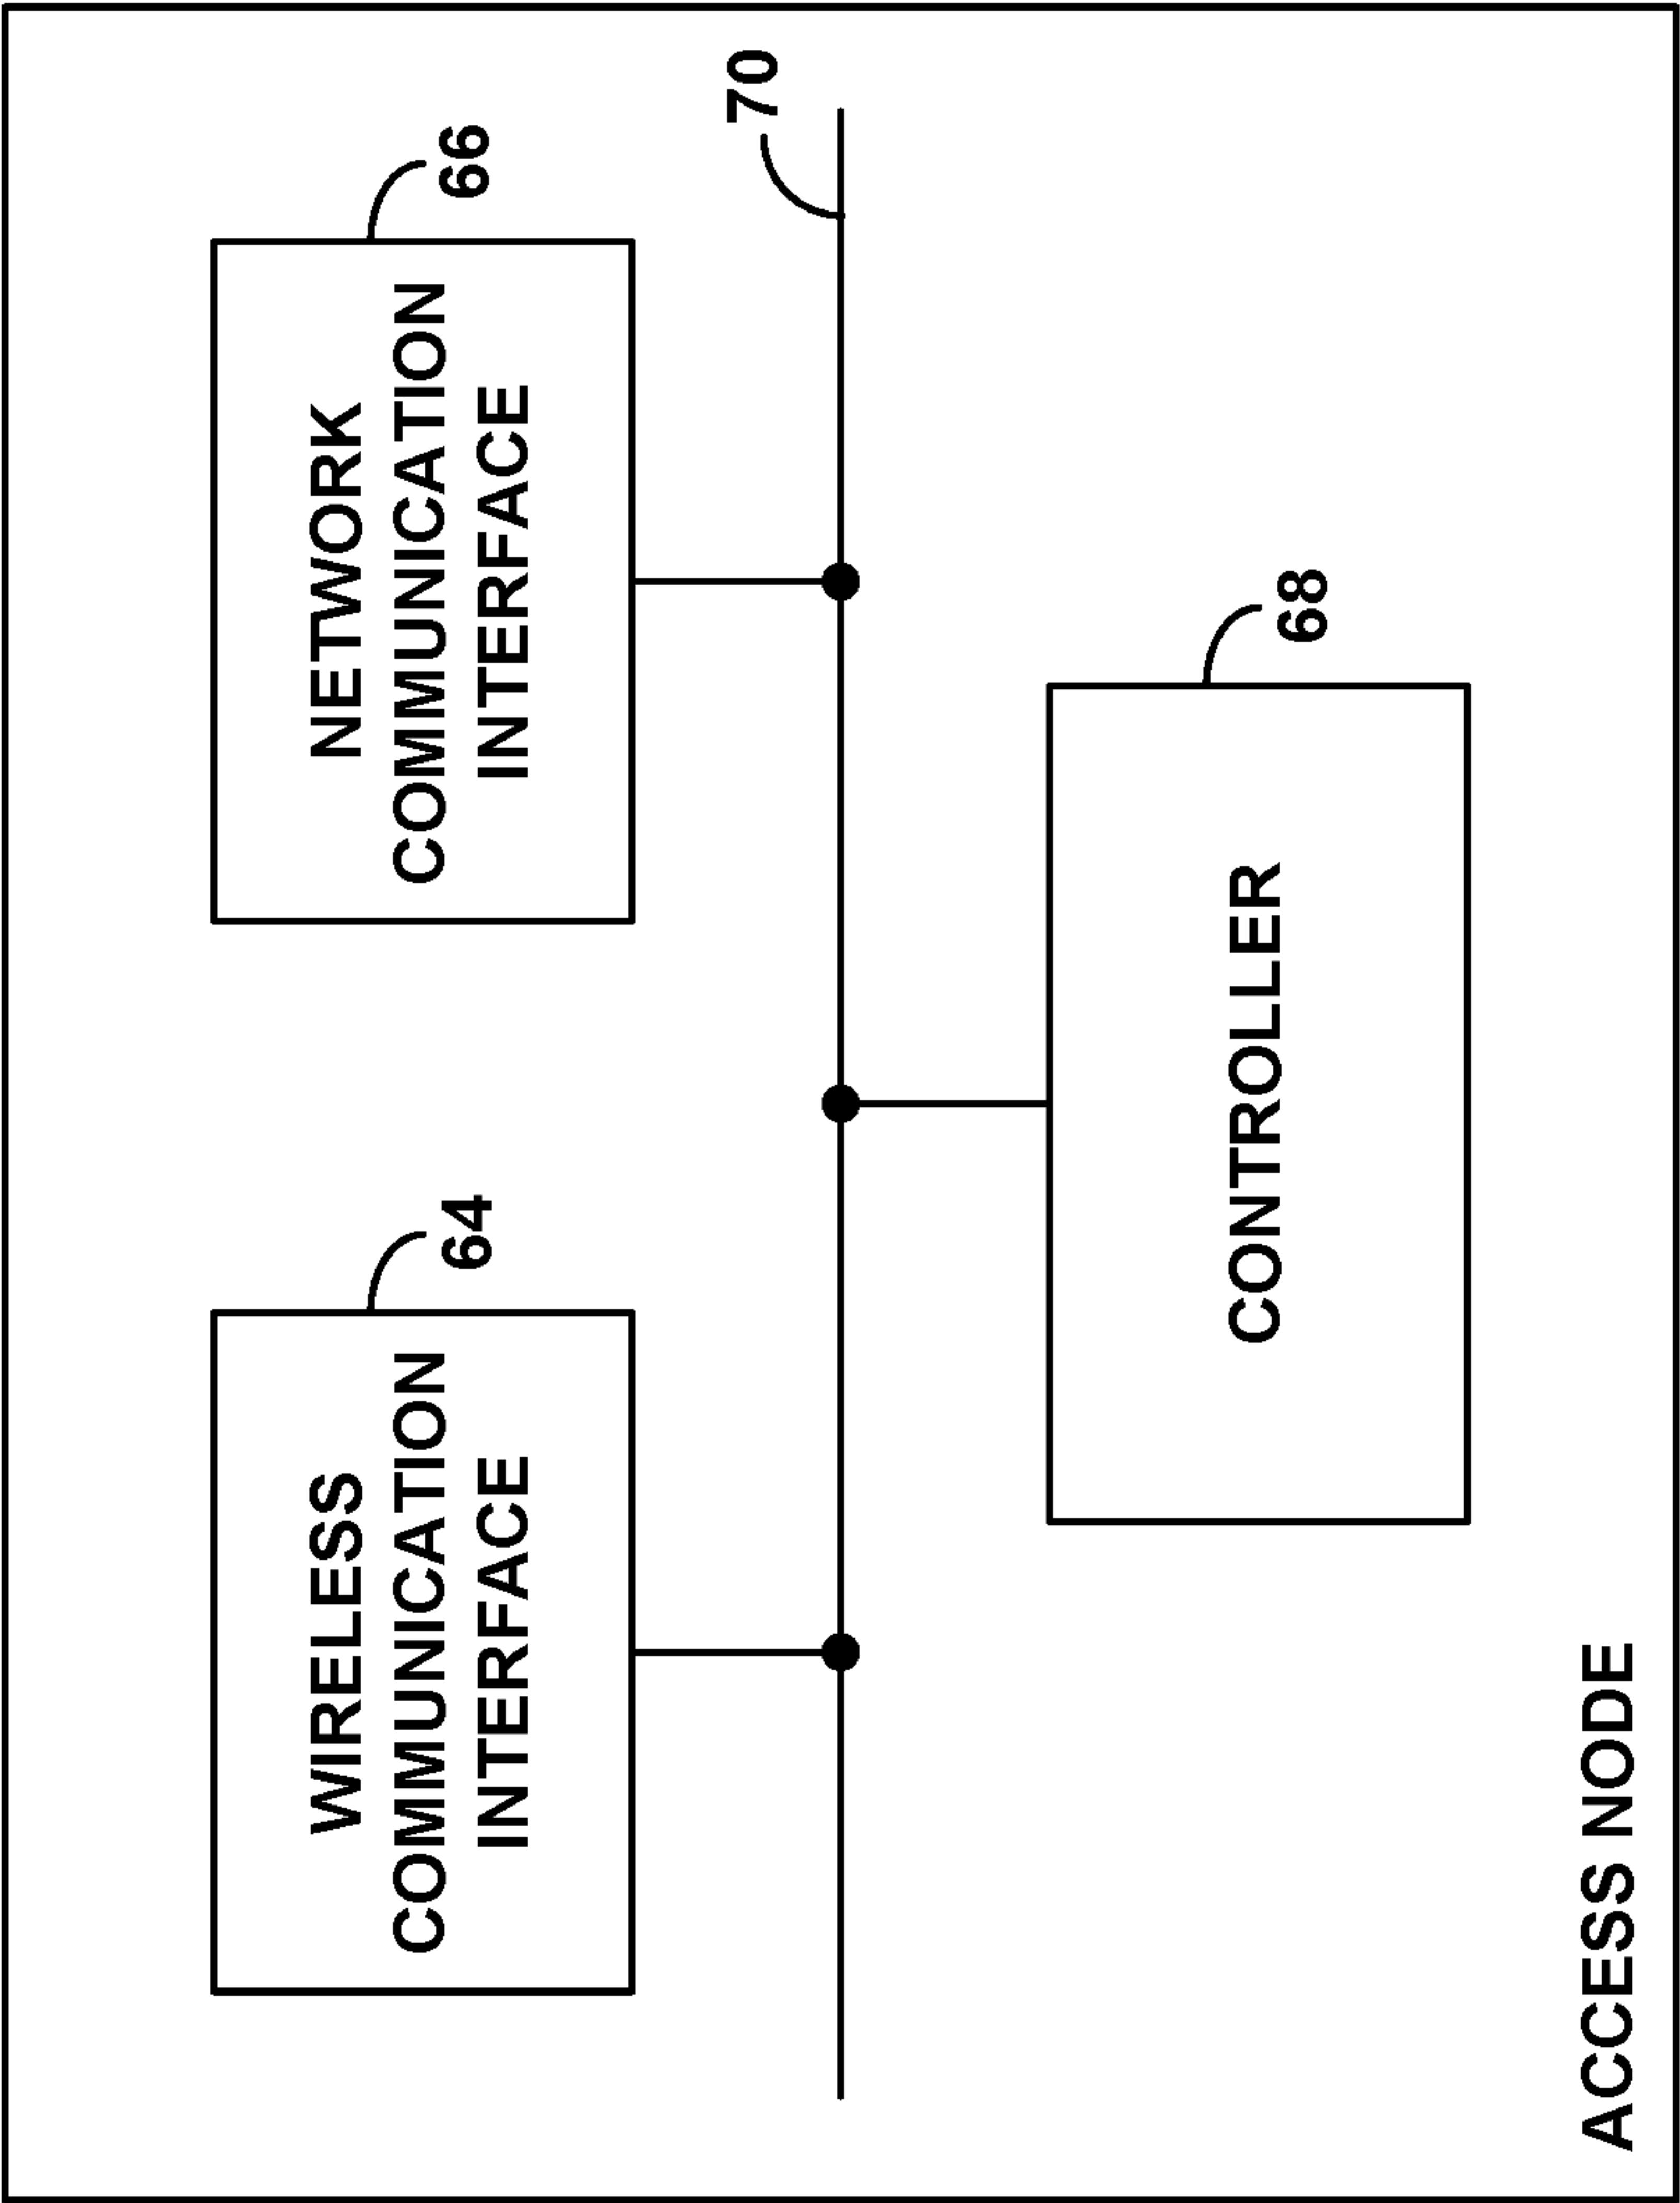 WIRELESS
COMMUNICATION
INTERFACE
64
NETWORK
COMMUNICATION
INTERFACE
66
70
CONTROLLER
68
ACCESS NODE